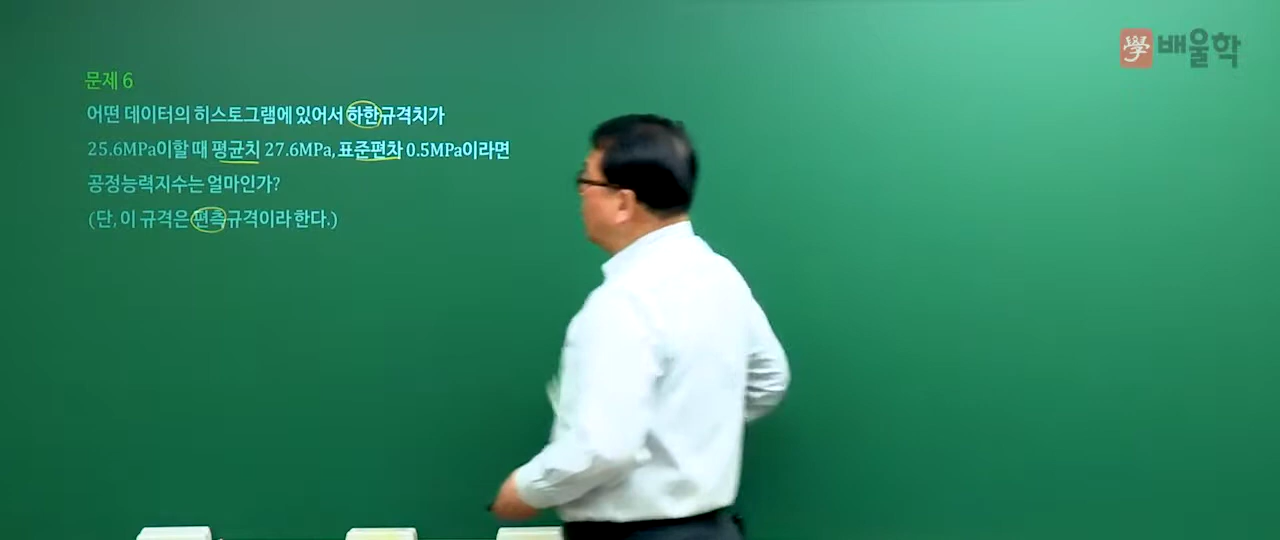 學 배울학
문제 6
어떤 데이터의 히스토그램에 있어서 하한규격치가
25.6MPa이할 때 평균치 27.6MPa, 표준편차 0.5MPa이라면
공정능력지수는 얼마인가?
(단, 이 규격은 편측규격이라 한다.)